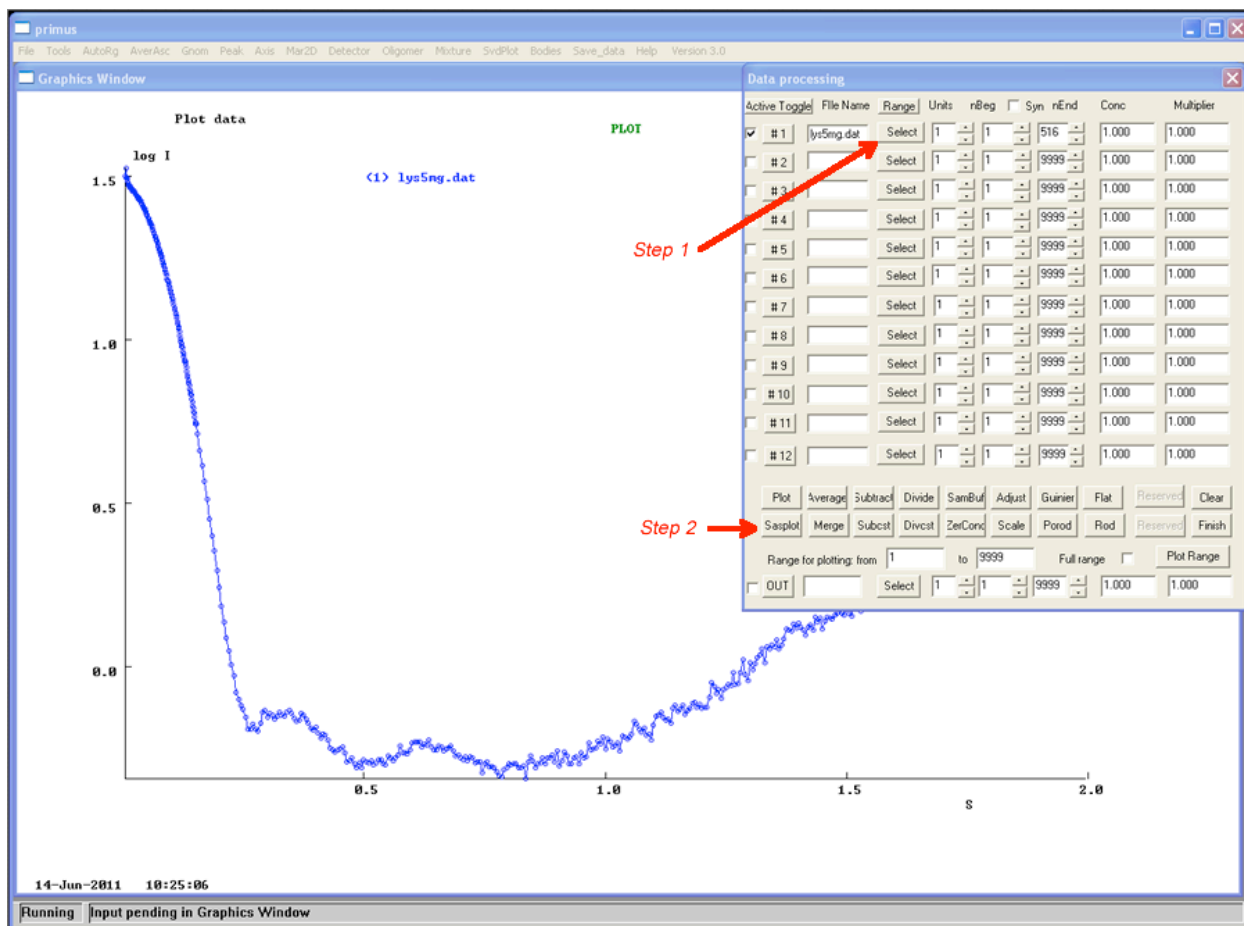 primus
File Tools AutoRg AverAsc Gnom Peak Axis Mar2D Detector Oligomer Mixture SvdPlot Bodies Save_data Help Version 3.0
Graphics Window
Data processing
Plot data
PLOT
log I
(1) lys5mg.dat
1.5
1.0
0.5
0.0
0.5 1.0 1.5 2.0
S
Active Toggle FIle Name Range Units nBeg Syn nEnd Conc Multiplier
#1 lys5mg.dat Select 1 1 516 1.000 1.000
#2 Select 1 1 9999 1.000 1.000
#3 Select 1 1 9999 1.000 1.000
#4 Select 1 1 9999 1.000 1.000
#5 Select 1 1 9999 1.000 1.000
#6 Select 1 1 9999 1.000 1.000
#7 Select 1 1 9999 1.000 1.000
#8 Select 1 1 9999 1.000 1.000
#9 Select 1 1 9999 1.000 1.000
#10 Select 1 1 9999 1.000 1.000
#11 Select 1 1 9999 1.000 1.000
#12 Select 1 1 9999 1.000 1.000
Step 1
Plot Average Subtract Divide SamBuf Adjust Guinier Flat Reserved Clear
Step 2
Sasplot Merge Subcst Divcst ZerConc Scale Porod Rod Reserved Finish
Range for plotting: from 1 to 9999 Full range Plot Range
OUT Select 1 1 9999 1.000 1.000
14-Jun-2011 10:25:06
Running Input pending in Graphics Window